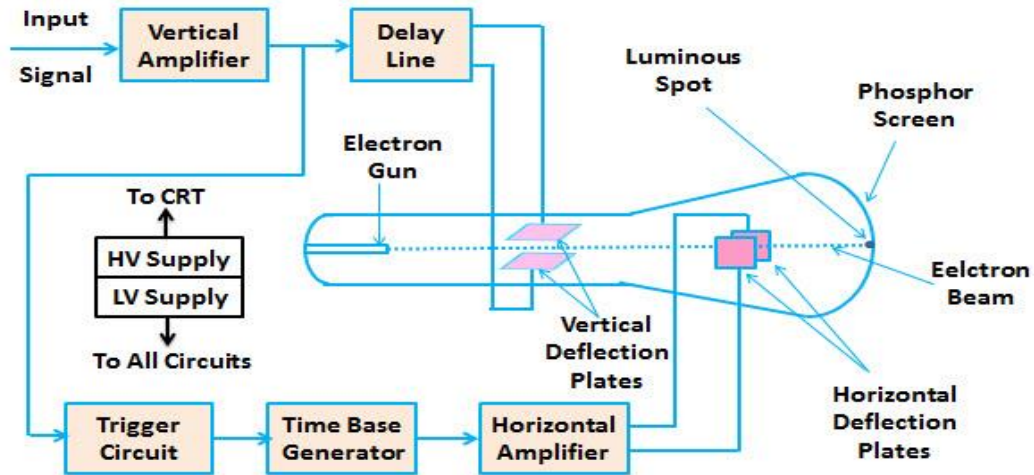 Input
Signal
Vertical
Amplifier
Delay
Line
Luminous
Spot
Phosphor
Screen
Electron
Gun
To CRT
HV Supply
LV Supply
To All Circuits
Eelctron
Beam
Vertical
Deflection
Plates
Horizontal
Deflection
Plates
Trigger
Circuit
Time Base
Generator
Horizontal
Amplifier